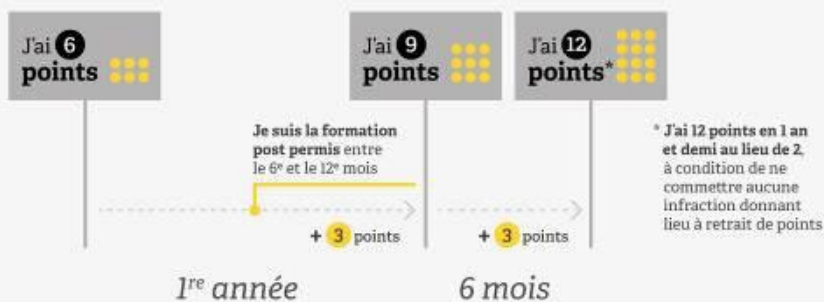 J'ai 6
points
J'ai 9
points
J'ai 12
points*
Je suis la formation
post permis entre
le 6e et le 12e mois
* J'ai 12 points en 1 an
et demi au lieu de 2,
à condition de ne
commettre aucune
infraction donnant
lieu à retrait de points
+ 3 points
+ 3 points
1re année
6 mois